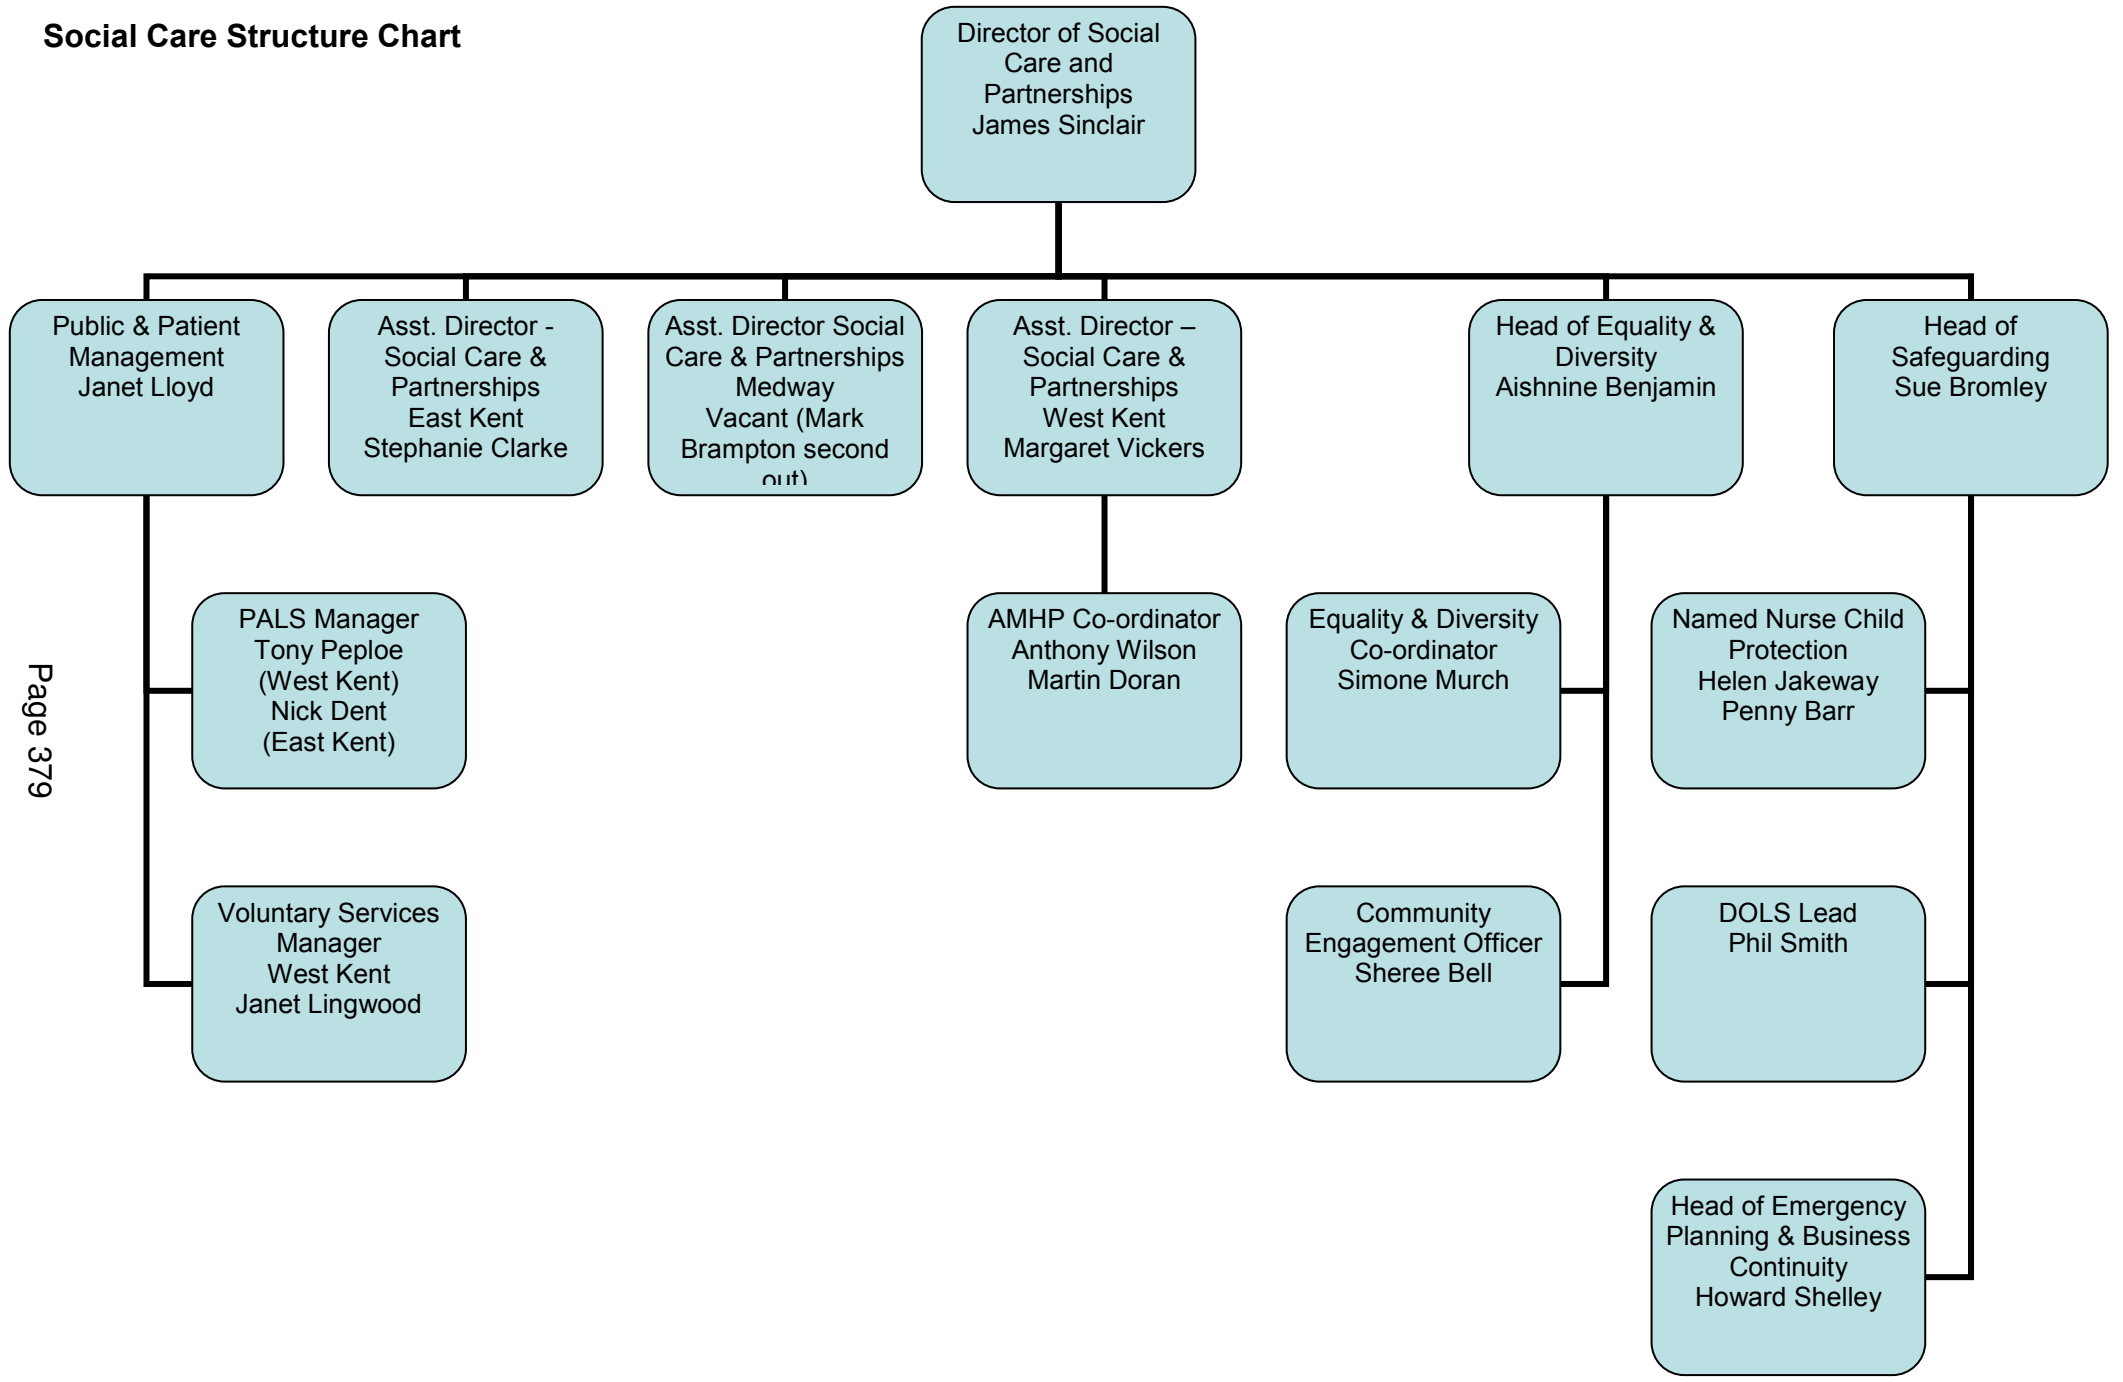 Social Care Structure Chart
Director of Social
Care and
Partnerships
James Sinclair
Public & Patient
Management
Janet Lloyd
Asst. Director -
Social Care &
Partnerships
East Kent
Stephanie Clarke
Asst. Director Social
Care & Partnerships
Medway
Vacant (Mark
Brampton second
out)
Asst. Director –
Social Care &
Partnerships
West Kent
Margaret Vickers
Head of Equality &
Diversity
Aishnine Benjamin
Head of
Safeguarding
Sue Bromley
PALS Manager
Tony Peploe
(West Kent)
Nick Dent
(East Kent)
AMHP Co-ordinator
Anthony Wilson
Martin Doran
Equality & Diversity
Co-ordinator
Simone Murch
Named Nurse Child
Protection
Helen Jakeway
Penny Barr
Voluntary Services
Manager
West Kent
Janet Lingwood
Community
Engagement Officer
Sheree Bell
DOLS Lead
Phil Smith
Head of Emergency
Planning & Business
Continuity
Howard Shelley
Page 379